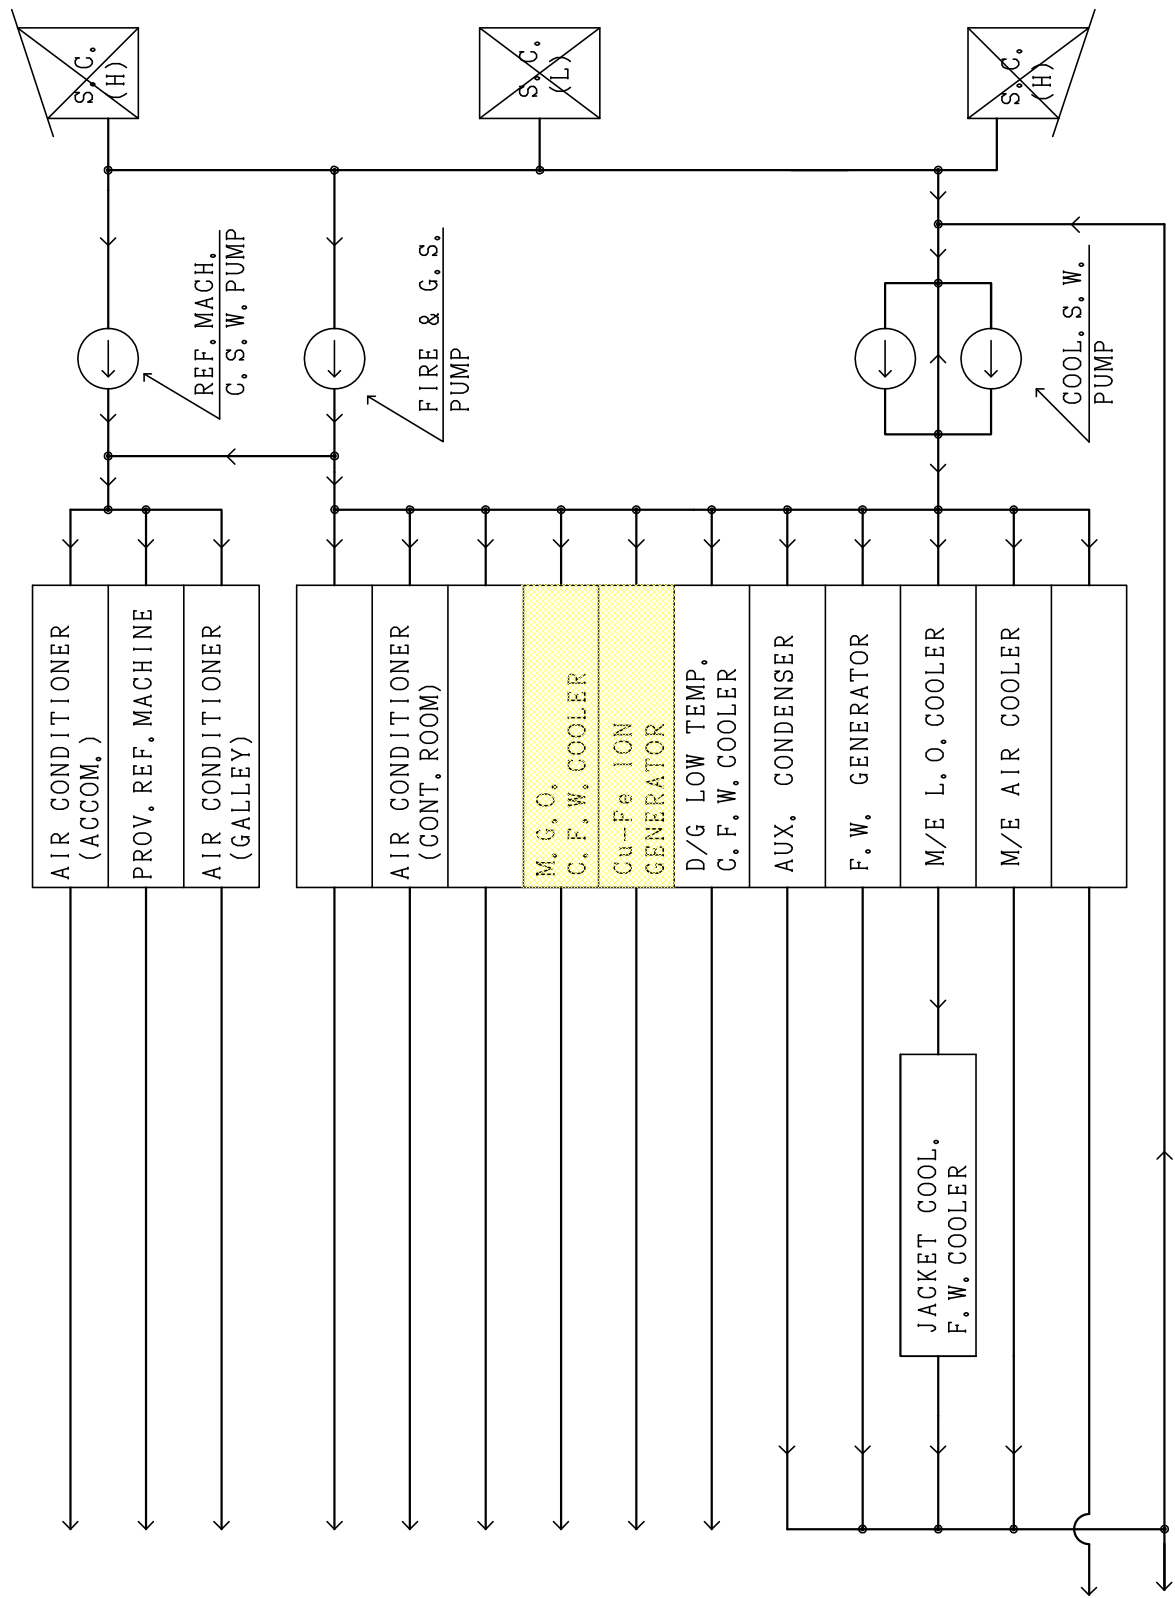 S.C.
(H)
S.C.
(L)
S.C.
(H)
REF.MACH.
C.S.W.PUMP
FIRE & G.S.
PUMP
COOL.S.W.
PUMP
AIR CONDITIONER
(ACCOM.)
PROV.REF.MACHINE
AIR CONDITIONER
(GALLEY)
AIR CONDITIONER
(CONT.ROOM)
M.G.O.
C.F.W.COOLER
Cu-Fe ION
GENERATOR
D/G LOW TEMP.
C.F.W.COOLER
AUX. CONDENSER
F.W. GENERATOR
M/E L.O.COOLER
M/E AIR COOLER
JACKET COOL.
F.W.COOLER